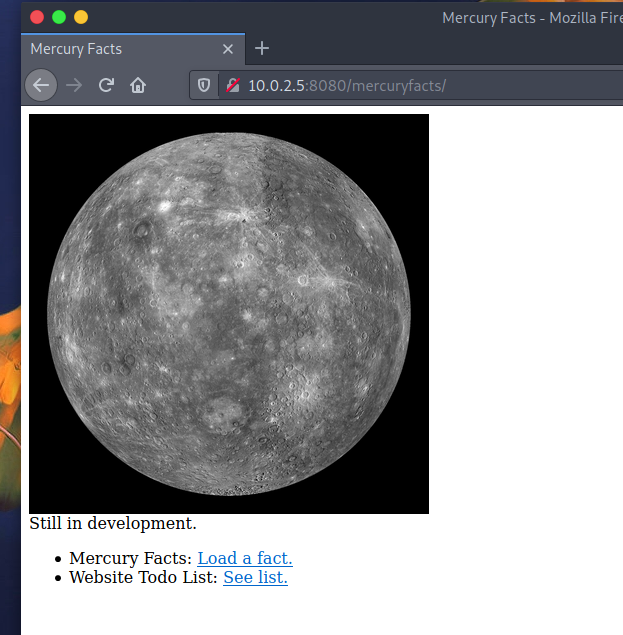 Mercury Facts - Mozilla Fire
Mercury Facts
10.0.2.5:8080/mercuryfacts/
Still in development.
• Mercury Facts: Load a fact.
• Website Todo List: See list.